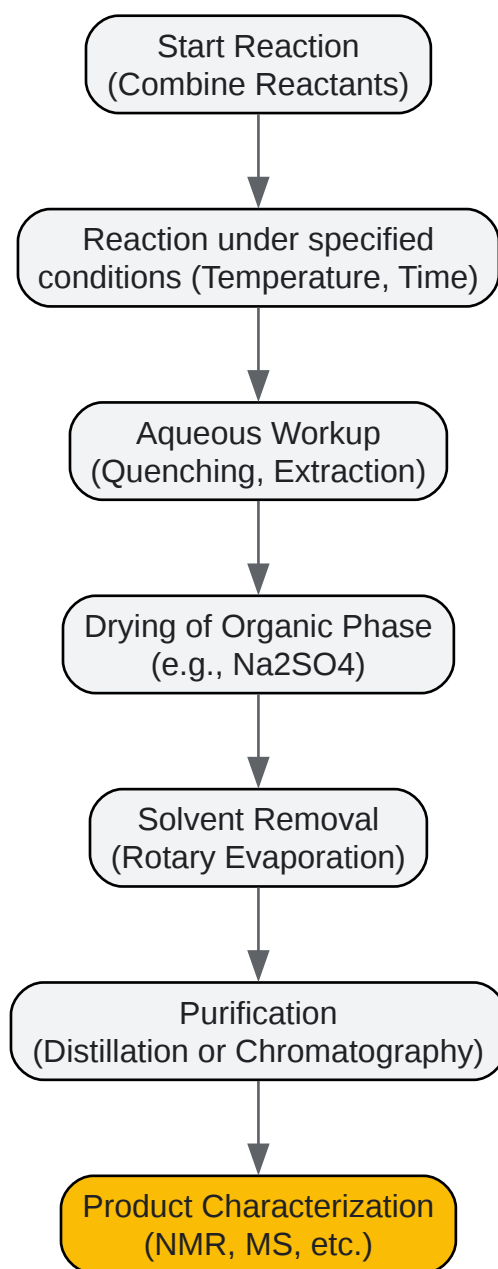 Start Reaction
(Combine Reactants)
Reaction under specified
conditions (Temperature, Time)
Aqueous Workup
(Quenching, Extraction)
Drying of Organic Phase
(e.g., Na2SO4)
Solvent Removal
(Rotary Evaporation)
Purification
(Distillation or Chromatography)
Product Characterization
(NMR, MS, etc.)